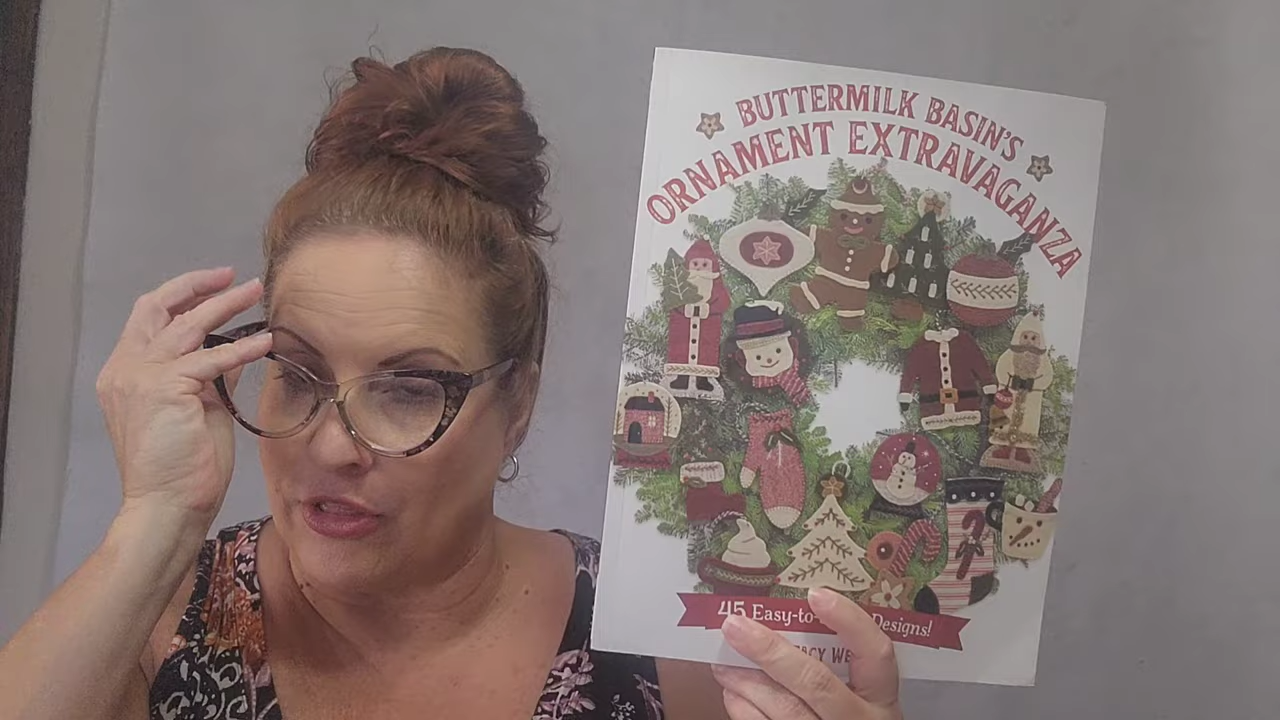 BUTTERMILK BASIN'S
ORNAMENT EXTRAVAGANZA
45 Easy-to- Designs!